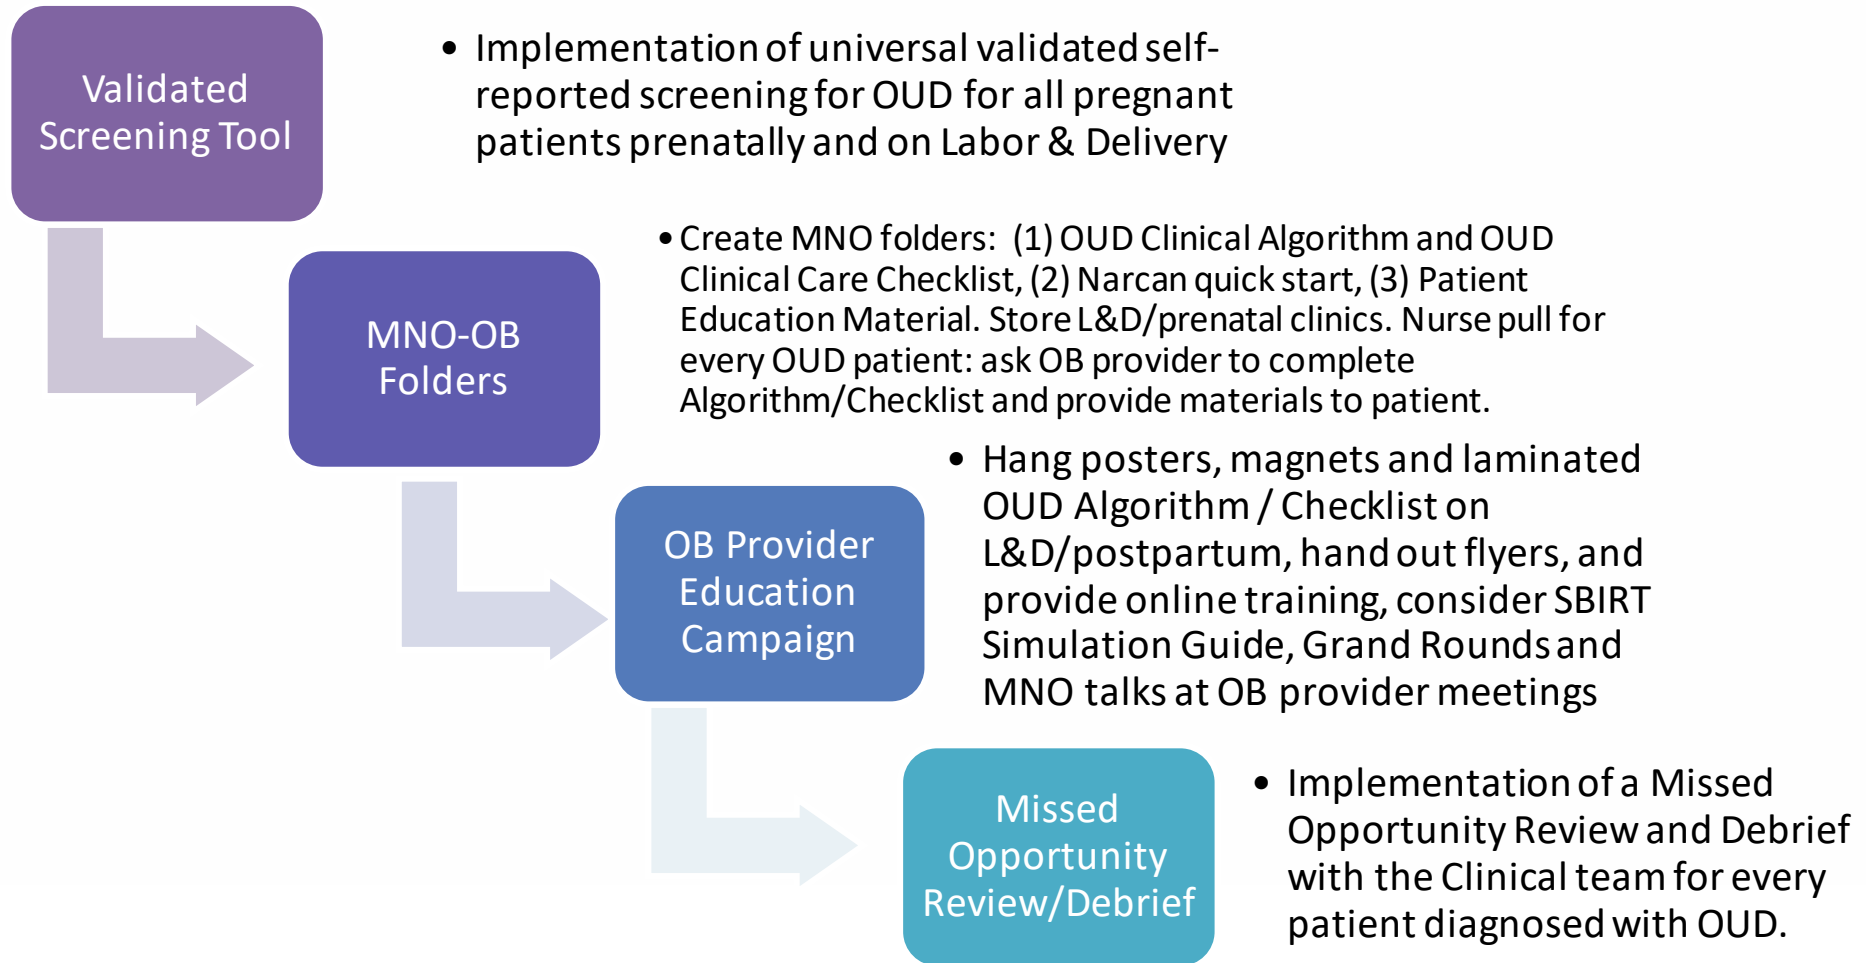 Validated
Screening Tool
• Implementation of universal validated self-
reported screening for OUD for all pregnant
patients prenatally and on Labor & Delivery
MNO-OB
Folders
• Create MNO folders: (1) OUD Clinical Algorithm and OUD
Clinical Care Checklist, (2) Narcan quick start, (3) Patient
Education Material. Store L&D/prenatal clinics. Nurse pull for
every OUD patient: ask OB provider to complete
Algorithm/Checklist and provide materials to patient.
OB Provider
Education
Campaign
• Hang posters, magnets and laminated
OUD Algorithm / Checklist on
L&D/postpartum, hand out flyers, and
provide online training, consider SBIRT
Simulation Guide, Grand Rounds and
MNO talks at OB provider meetings
Missed
Opportunity
Review/Debrief
• Implementation of a Missed
Opportunity Review and Debrief
with the Clinical team for every
patient diagnosed with OUD.